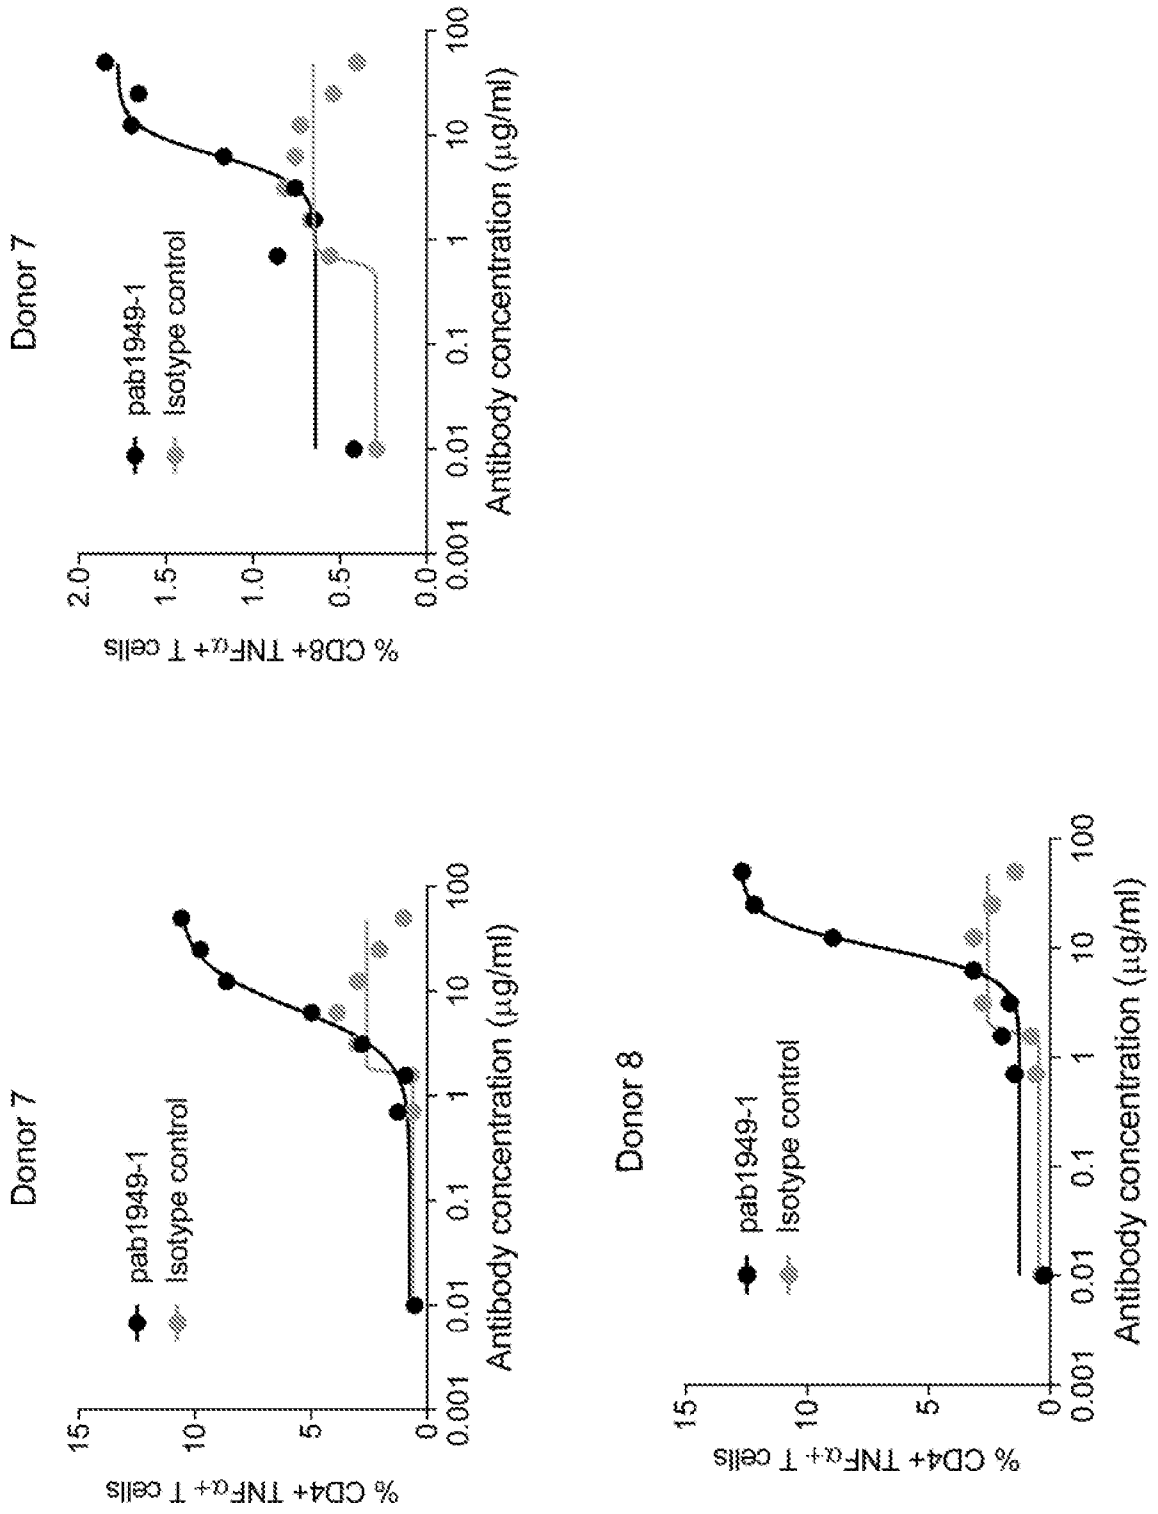 Donor 7
% CD4+ TNFα+ T cells
15
10
5
0
pab1949-1
Isotype control
0.001
0.01
0.1
1
10
100
Antibody concentration (µg/ml)
Donor 7
% CD8+ TNFα+ T cells
2.0
1.5
1.0
0.5
0.0
pab1949-1
Isotype control
0.001
0.01
0.1
1
10
100
Antibody concentration (µg/ml)
Donor 8
% CD4+ TNFα+ T cells
15
10
5
0
pab1949-1
Isotype control
0.001
0.01
0.1
1
10
100
Antibody concentration (µg/ml)